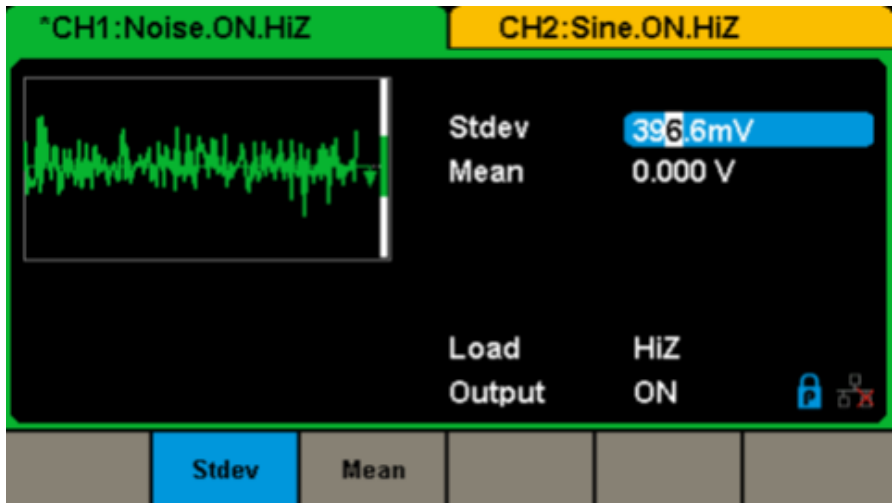 *CH1:Noise.ON.HiZ
CH2:Sine.ON.HiZ
Stdev 396.6mV
Mean 0.000 V
Load HiZ
Output ON
P
Stdev Mean